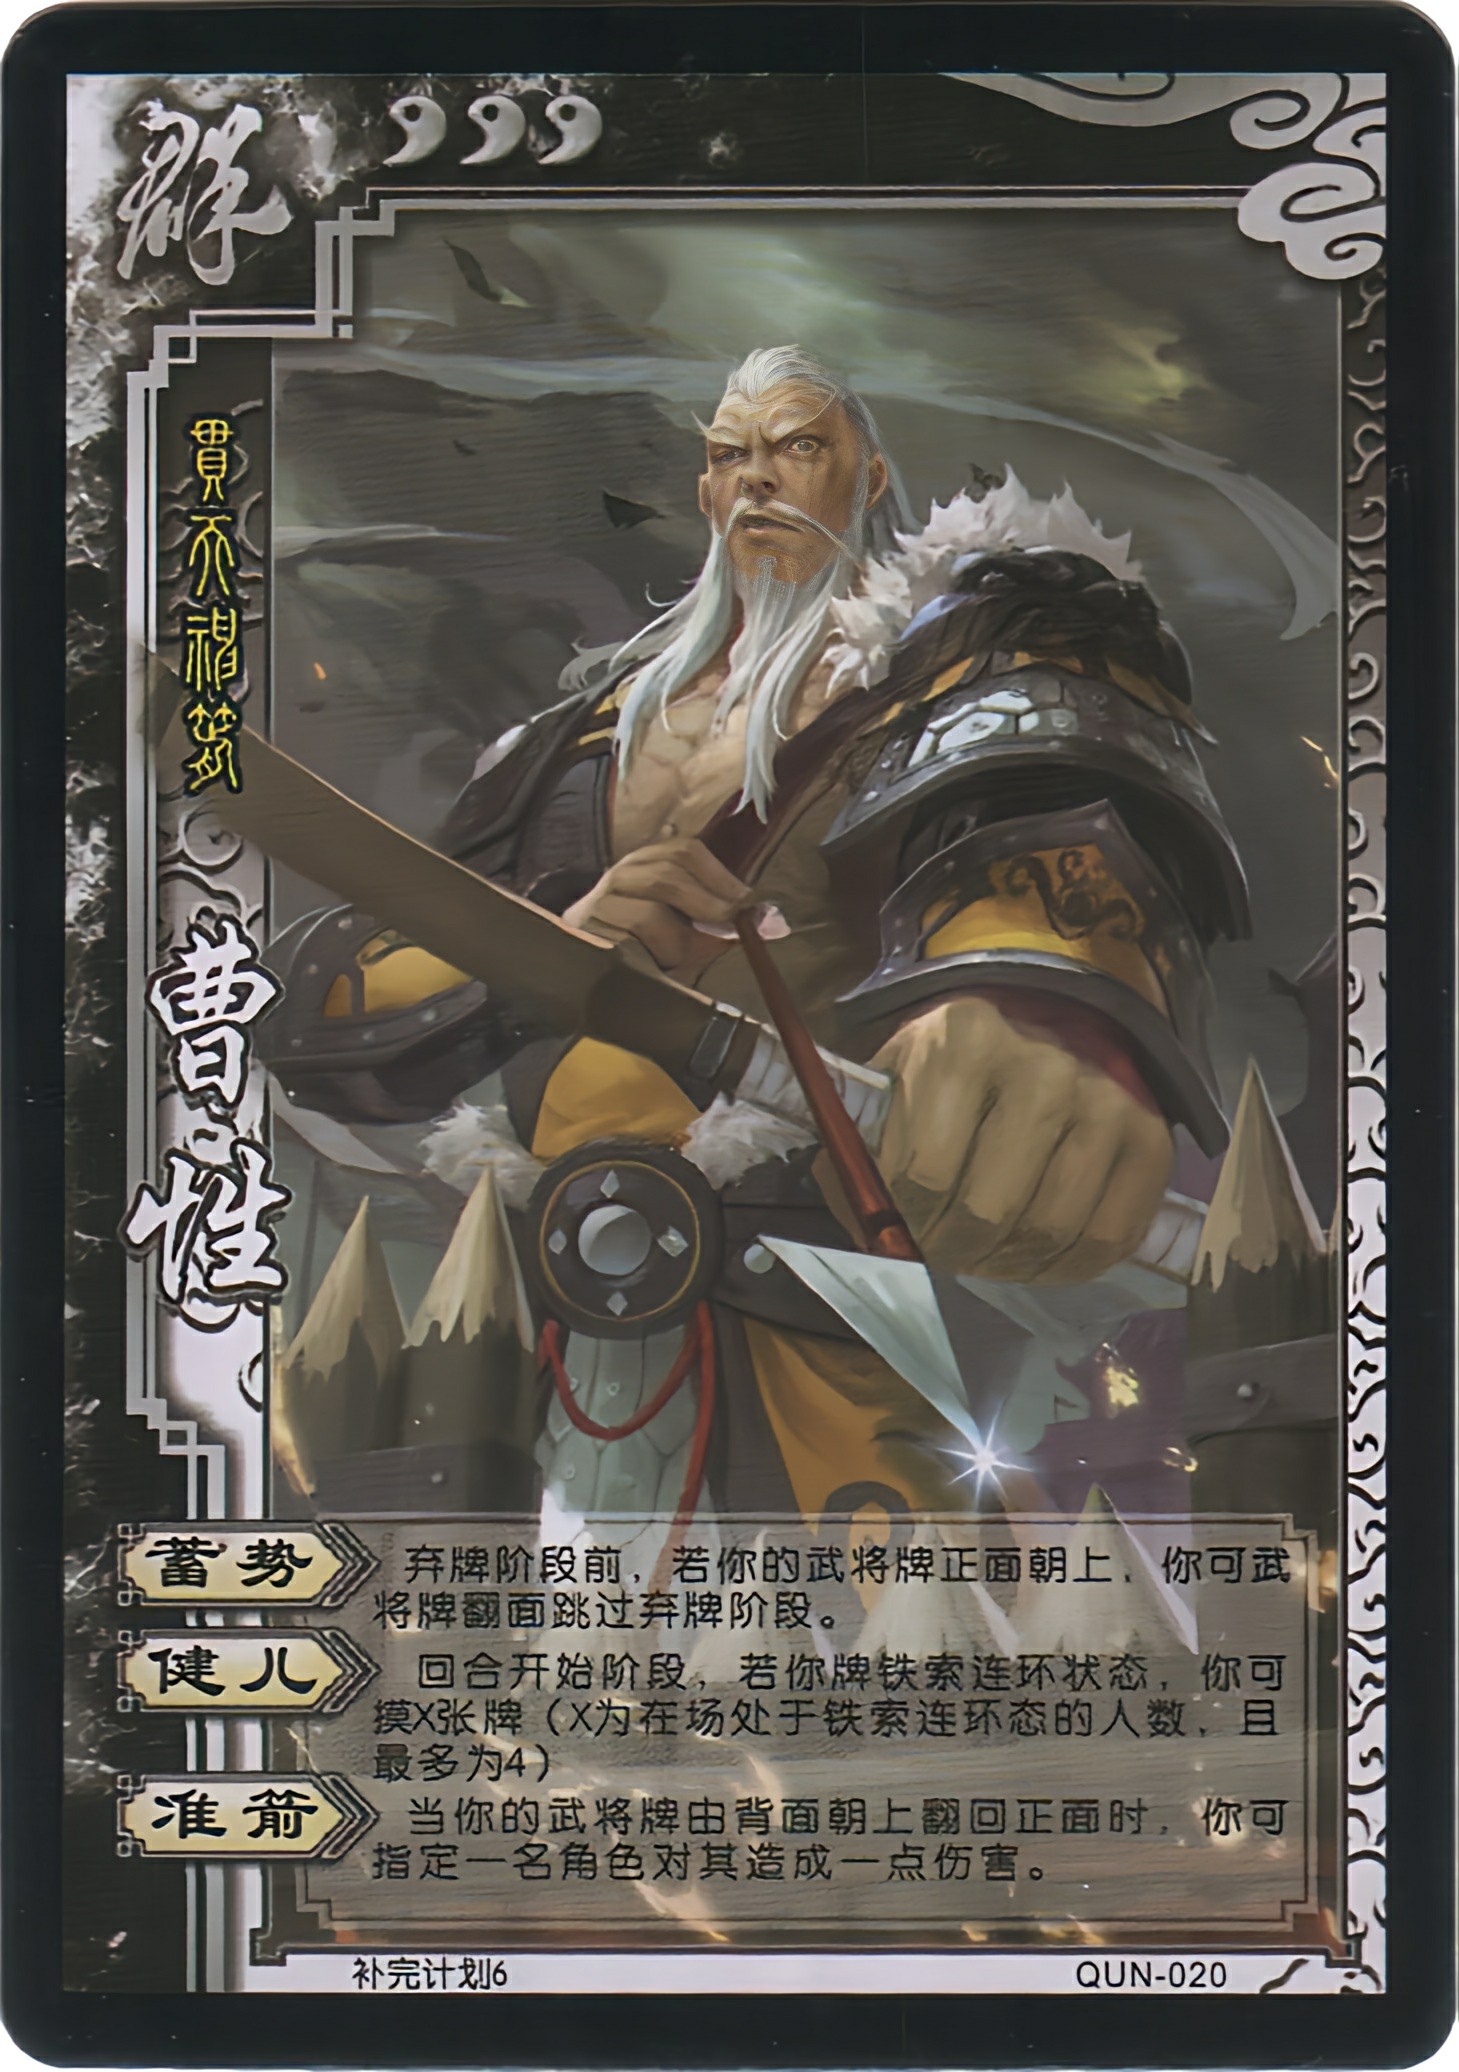 群
貫天神箭
曹性
蓄势
弃牌阶段前，若你的武将牌正面朝上，你可武
将牌翻面跳过弃牌阶段。
健儿
回合开始阶段，若你牌铁索连环状态，你可
摸X张牌（X为在场处于铁索连环态的人数，且
最多为4）
准箭
当你的武将牌由背面朝上翻回正面时，你可
指定一名角色对其造成一点伤害。
补完计划6
QUN-020